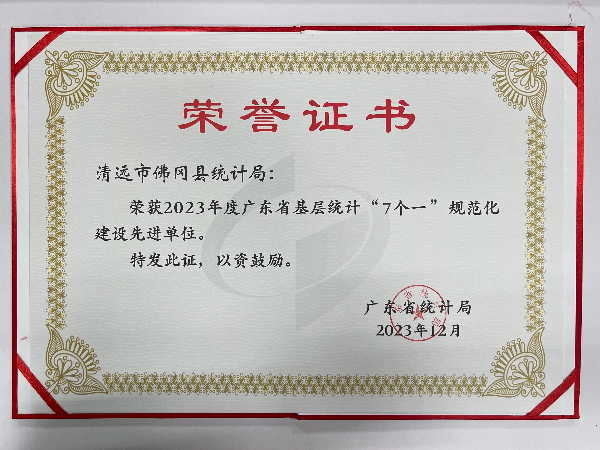 荣誉证书
清远市佛冈县统计局：
荣获2023年度广东省基层统计“7个一”规范化
建设先进单位。
特发此证，以资鼓励。
广东省统计局
2023年12月